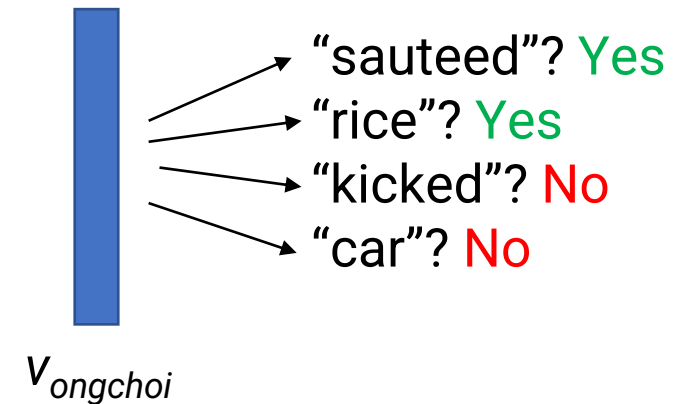 “sauteed”? Yes
“rice”? Yes
“kicked”? No
“car”? No
vongchoi